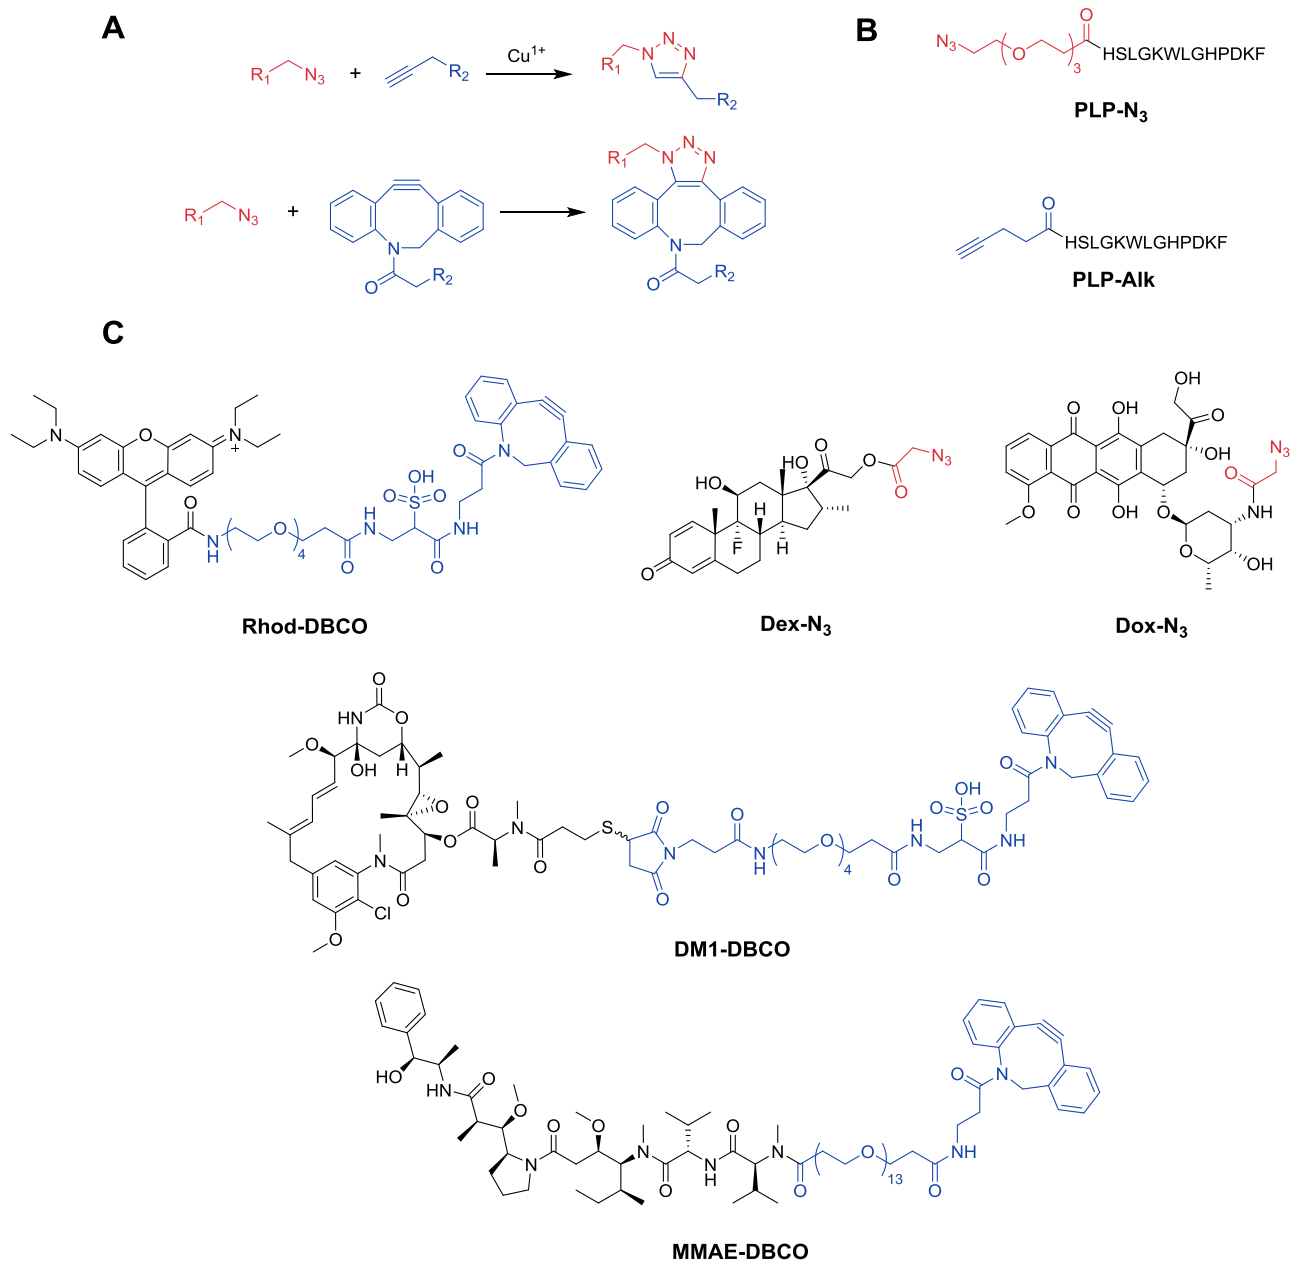 A
R₁ N₃ + R₂ Cu¹⁺ R₁ N N N R₂
R₁ N₃ + N O R₂ R₁ N N N N O R₂
B
N₃ O 3 O HSLGKWLGHPDKF
PLP-N₃
O HSLGKWLGHPDKF
PLP-Alk
C
N O N + O N H O 4 O H N OH O S O O N H O N
Rhod-DBCO
O HO F H H HO O O O N₃
Dex-N₃
O OH OH O OH O O OH O O O NH N₃ OH
Dox-N₃
O HN O O OH H O N O Cl O O O N O S O N O O N H O 4 O H N OH O S O O N H O N
DM1-DBCO
HO HN O O N O O N O N H O N O O 13 O NH O N
MMAE-DBCO